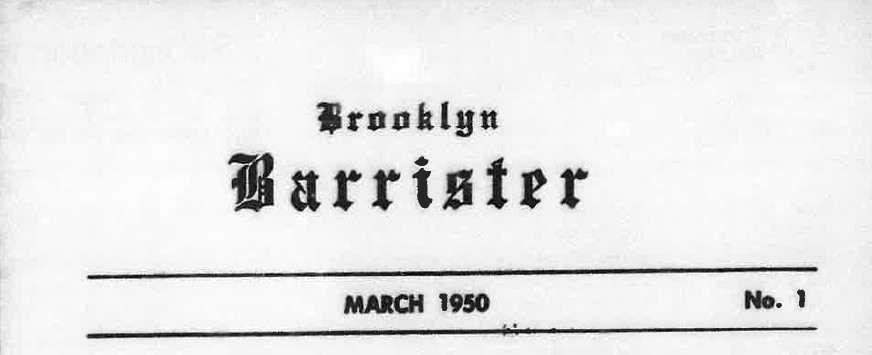 Brooklyn
Barrister
MARCH 1950 No. 1